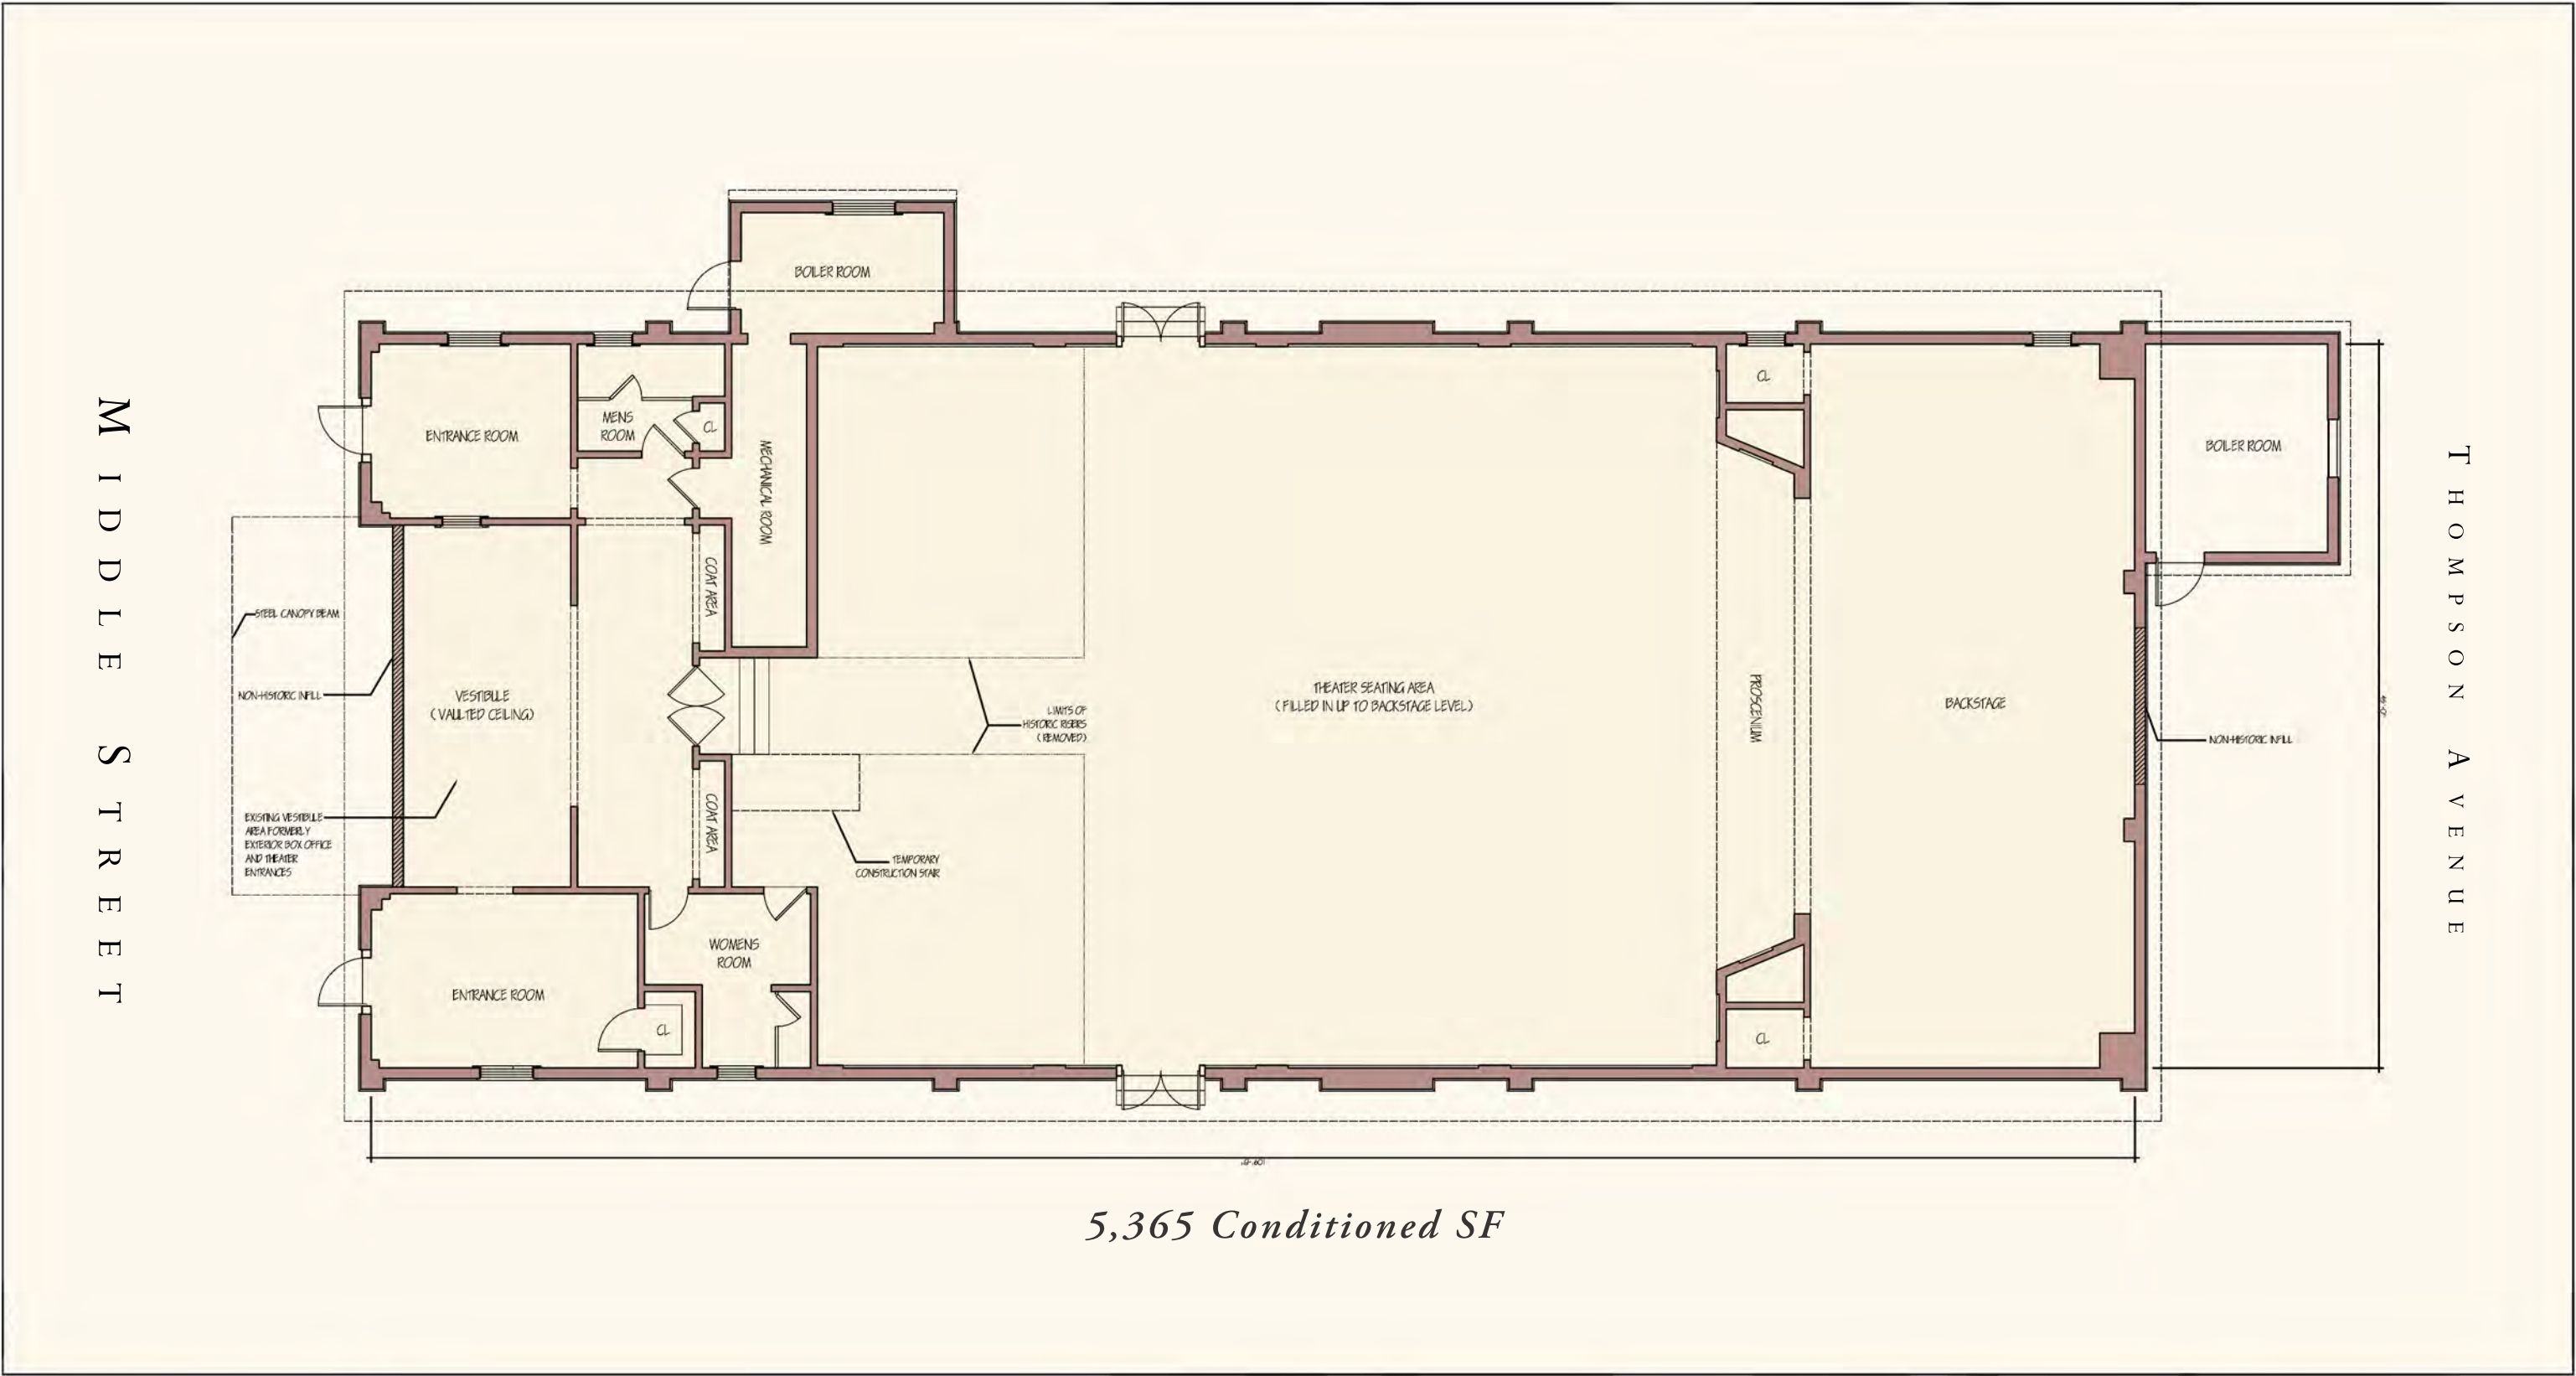 BOILER ROOM
CL
MENS
ROOM
CL
ENTRANCE ROOM
BOILER ROOM
MECHANICAL ROOM
COAT AREA
STEEL CANOPY BEAM
NON-HISTORIC INFILL
VESTIBULE
(VAULTED CEILING)
LIMITS OF
HISTORIC RISERS
(REMOVED)
THEATER SEATING AREA
(FILLED IN UP TO BACKSTAGE LEVEL)
PROSCENIUM
BACKSTAGE
NON-HISTORIC INFILL
EXISTING VESTIBULE
AREA FORMERLY
EXTERIOR BOX OFFICE
AND THEATER
ENTRANCES
COAT AREA
TEMPORARY
CONSTRUCTION STAIR
WOMENS
ROOM
ENTRANCE ROOM
CL
CL
MIDDLE STREET
THOMPSON AVENUE
5,365 Conditioned SF